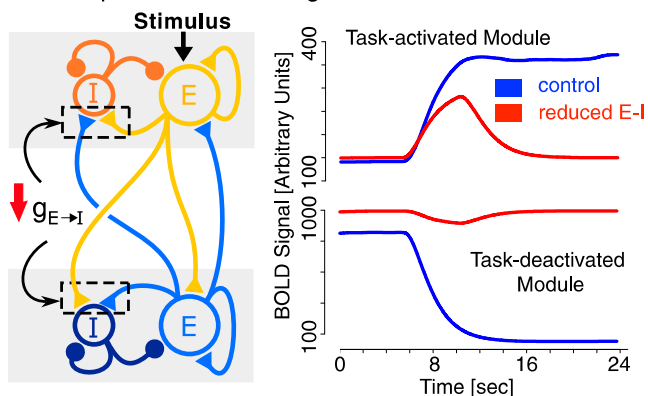 Stimulus
I
E
g E→I
I
E
BOLD Signal [Arbitrary Units]
400
100
Task-activated Module
control
reduced E-I
1000
100
Task-deactivated
Module
0 8 16 24
Time [sec]